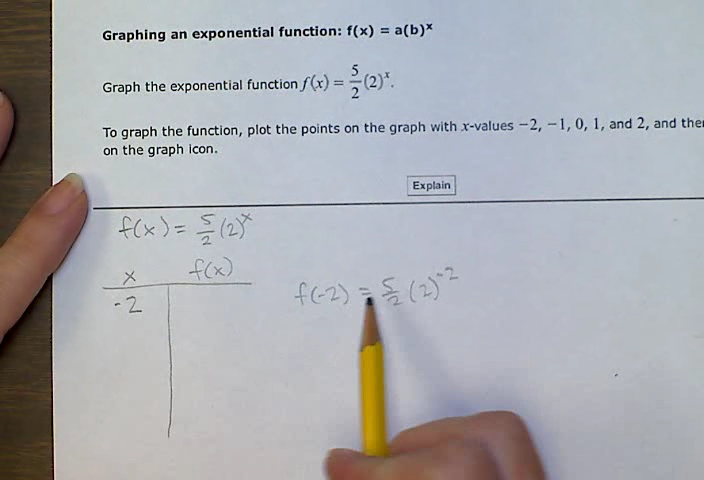 Graphing an exponential function: f(x) = a(b)ˣ
Graph the exponential function f(x) = 5/2 (2)ˣ.
To graph the function, plot the points on the graph with x-values −2, −1, 0, 1, and 2, and
on the graph icon.
Explain
f(x) = 5/2 (2)ˣ
x f(x)
-2 f(-2) = 5/2 (2)⁻²